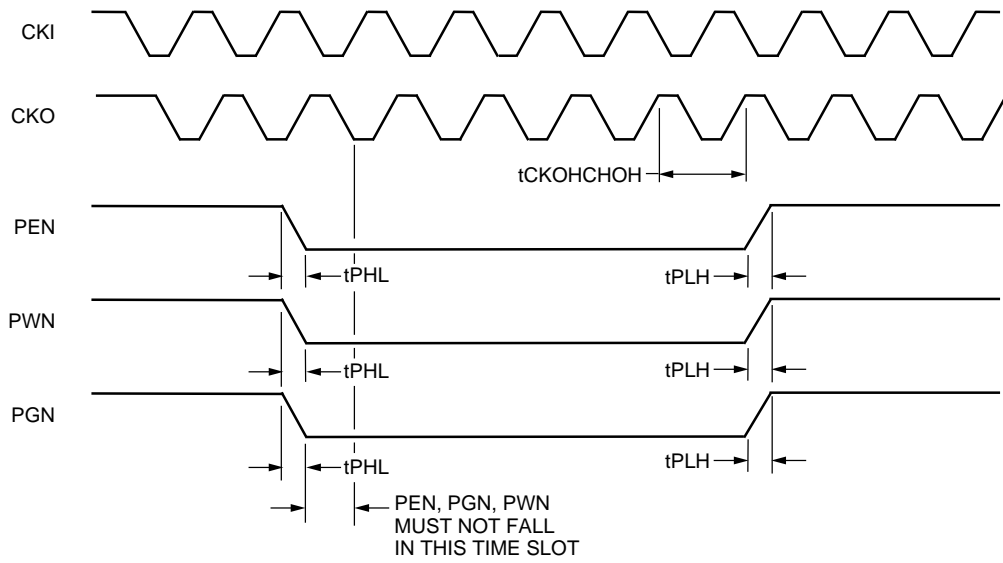 CKI
CKO
tCKOHCHOH
PEN
tPHL
tPLH
PWN
tPHL
tPLH
PGN
tPHL
tPLH
PEN, PGN, PWN
MUST NOT FALL
IN THIS TIME SLOT